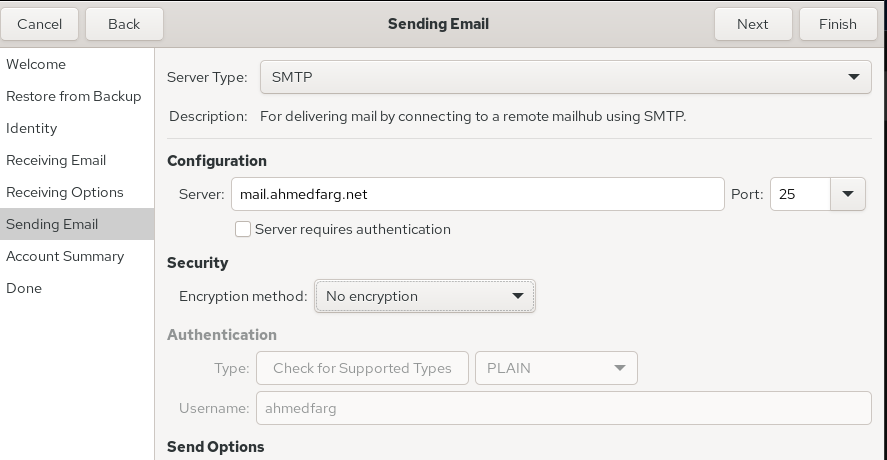 Cancel Back Sending Email Next Finish
Welcome
Restore from Backup
Identity
Receiving Email
Receiving Options
Sending Email
Account Summary
Done
Server Type: SMTP
Description: For delivering mail by connecting to a remote mailhub using SMTP.
Configuration
Server: mail.ahmedfarg.net Port: 25
Server requires authentication
Security
Encryption method: No encryption
Authentication
Type: Check for Supported Types PLAIN
Username: ahmedfarg
Send Options